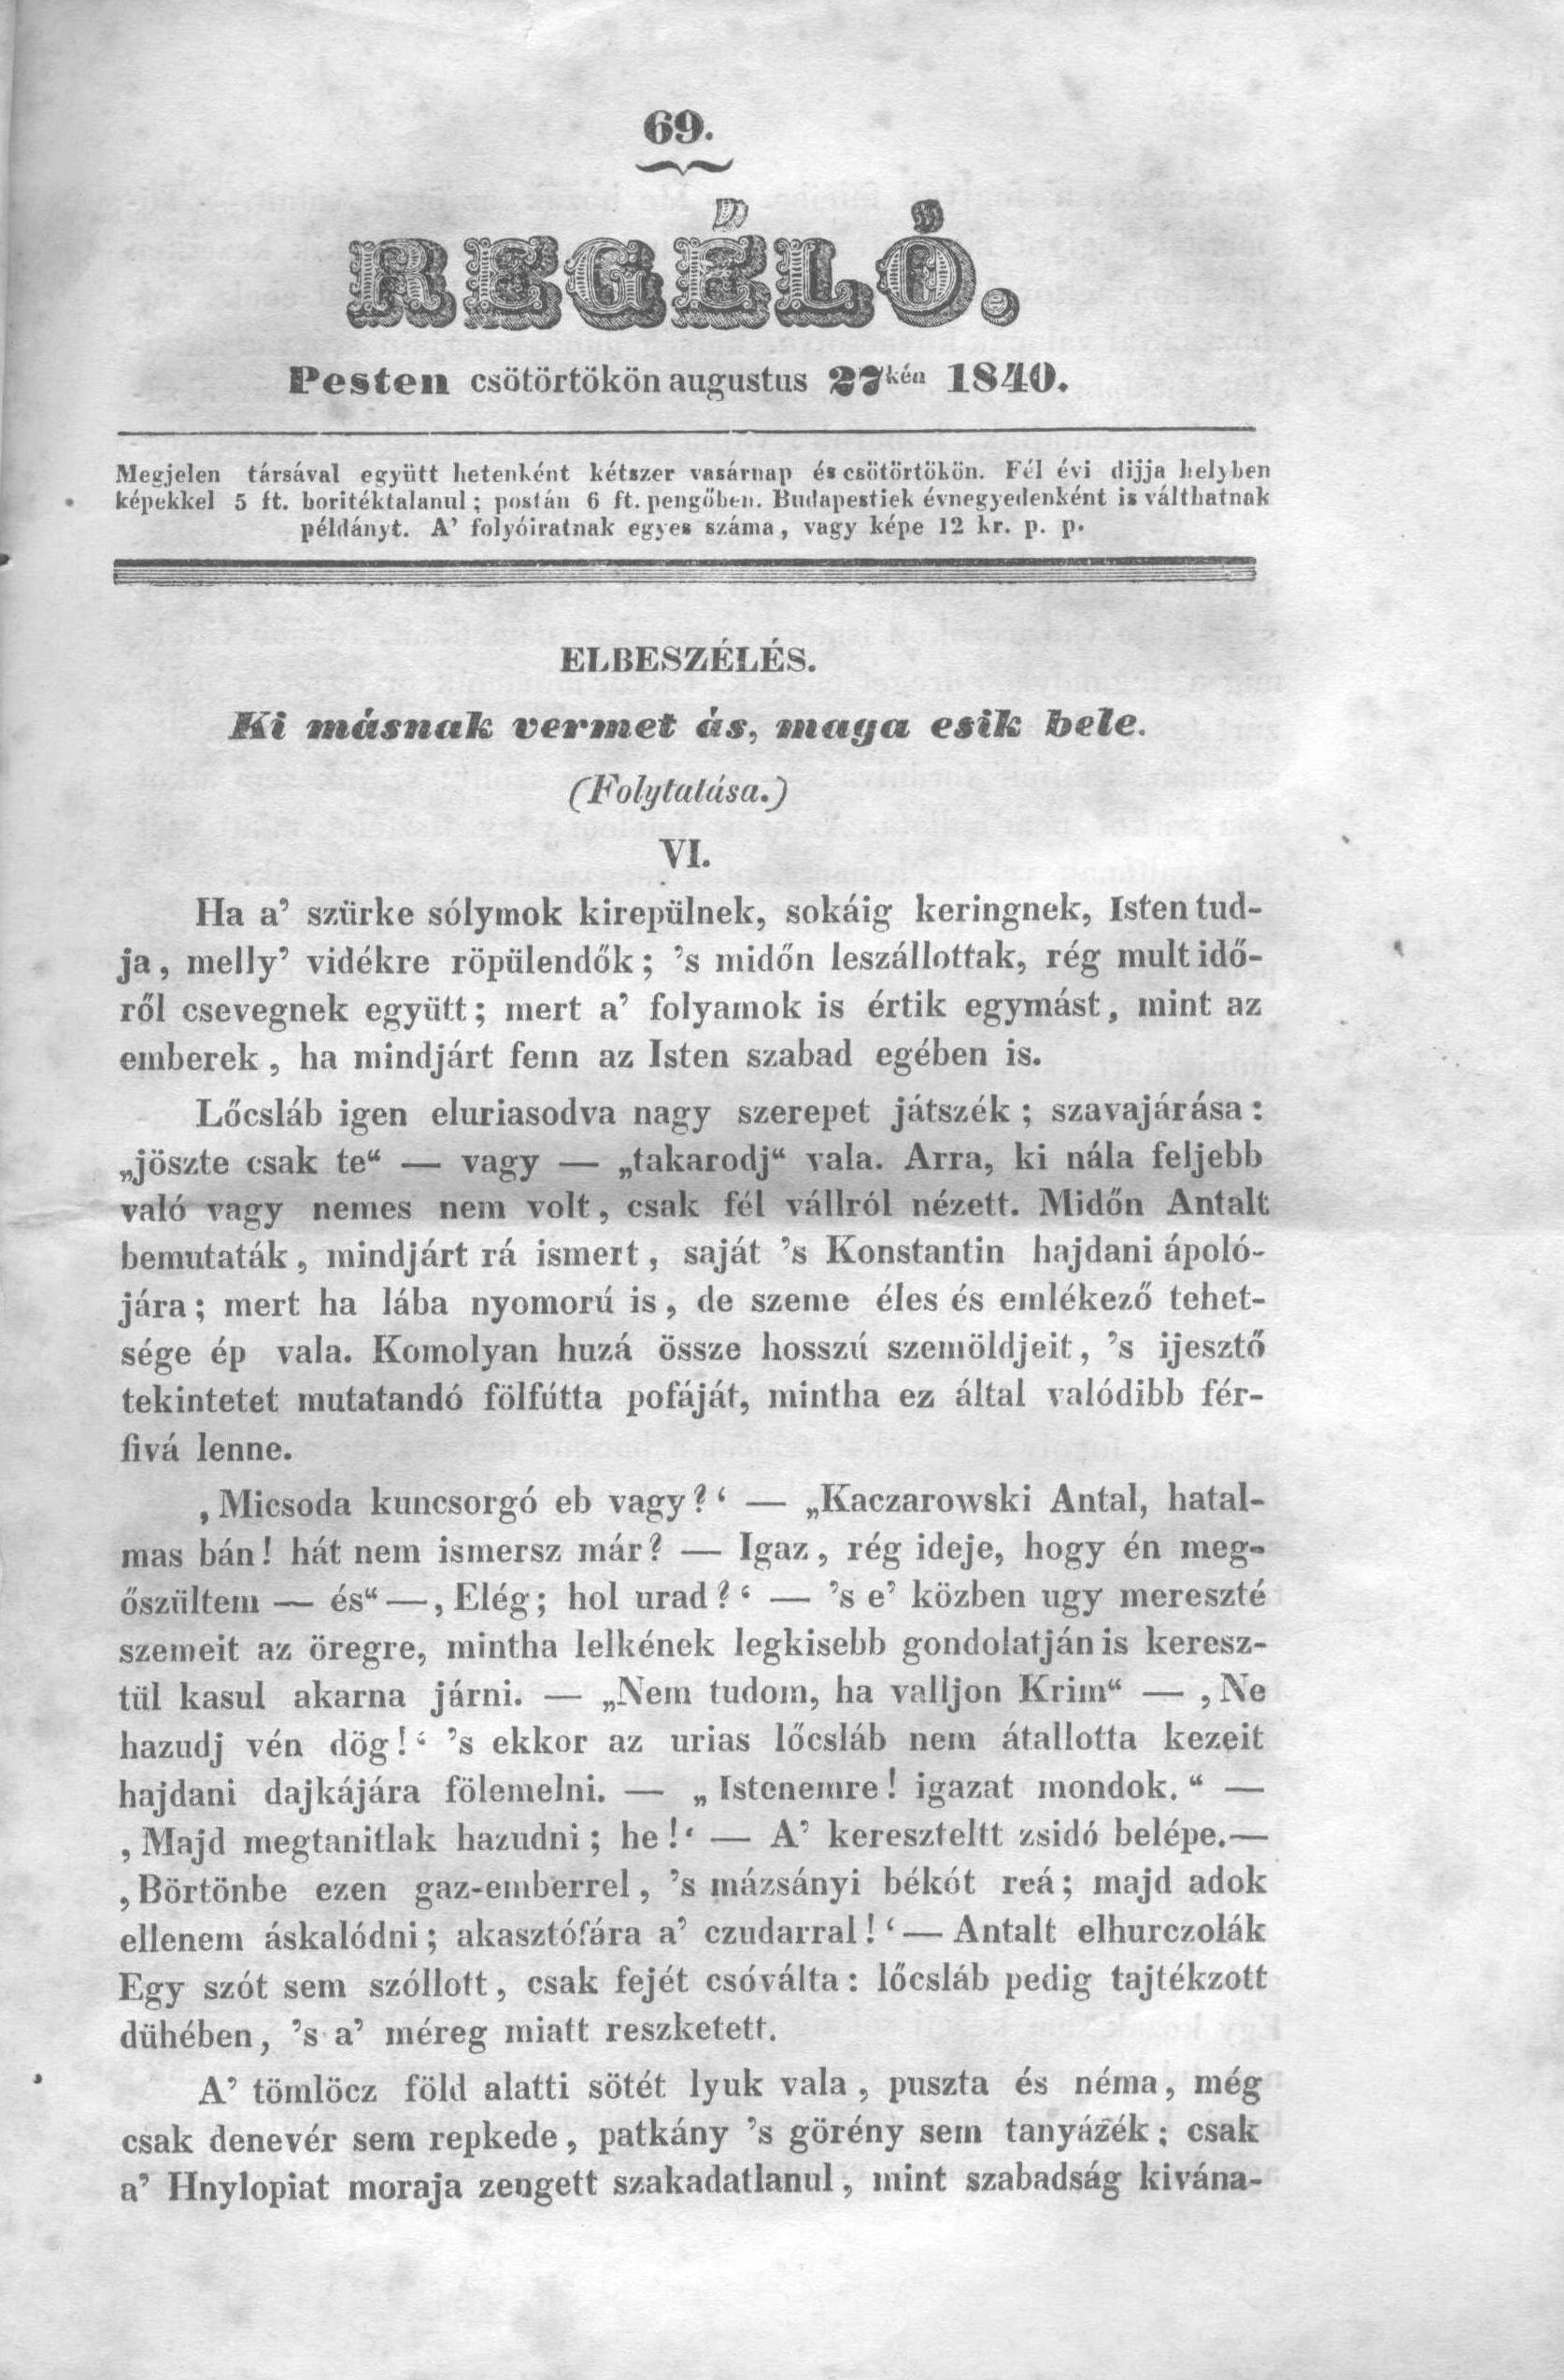 69.
REGÉLŐ.
Pesten csötörtökön augustus 27kén 1840.
Megjelen társával együtt hetenként kétszer vasárnap és csötörtökön. Fél évi dijja helyben
képekkel 5 ft. boritéktalanul; postán 6 ft. pengőben. Budapestiek évnegyedenként is válthatnak
példányt. A’ folyóiratnak egyes száma, vagy képe 12 kr. p. p.
ELBESZÉLÉS.
Ki másnak vermet ás, maga esik bele.
(Folytatása.)
VI.
Ha a’ szürke sólymok kirepülnek, sokáig keringnek, Isten tud-
ja, melly’ vidékre röpülendők; ’s midőn leszállottak, rég mult idő-
ről csevegnek együtt; mert a’ folyamok is értik egymást, mint az
emberek, ha mindjárt fenn az Isten szabad egében is.
Lőcsláb igen eluriasodva nagy szerepet játszék; szavajárása:
„jöszte csak te“ — vagy — „takarodj“ vala. Arra, ki nála feljebb
való vagy nemes nem volt, csak fél vállról nézett. Midőn Antalt
bemutaták, mindjárt rá ismert, saját ’s Konstantin hajdani ápoló-
jára; mert ha lába nyomorú is, de szeme éles és emlékező tehet-
sége ép vala. Komolyan huzá össze hosszú szemöldjeit, ’s ijesztő
tekintetet mutatandó fölfútta pofáját, mintha ez által valódibb fér-
fivá lenne.
‚Micsoda kuncsorgó eb vagy?‘ — „Kaczarowski Antal, hatal-
mas bán! hát nem ismersz már? — Igaz, rég ideje, hogy én meg-
őszültem — és“ — ‚Elég; hol urad?‘ — ’s e’ közben ugy mereszté
szemeit az öregre, mintha lelkének legkisebb gondolatján is keresz-
tül kasul akarna járni. — „Nem tudom, ha valljon Krim“ — ‚Ne
hazudj vén dög!‘ ’s ekkor az urias lőcsláb nem átallotta kezeit
hajdani dajkájára fölemelni. — „Istenemre! igazat mondok.“ —
‚Majd megtanitlak hazudni; he!‘ — A’ kereszteltt zsidó belépe. —
‚Börtönbe ezen gaz-emberrel, ’s mázsányi békót reá; majd adok
ellenem áskalódni; akasztófára a’ czudarral!‘ — Antalt elhurczolák
Egy szót sem szóllott, csak fejét csóválta: lőcsláb pedig tajtékzott
dühében, ’s a’ méreg miatt reszketett.
A’ tömlöcz föld alatti sötét lyuk vala, puszta és néma, még
csak denevér sem repkede, patkány ’s görény sem tanyázék; csak
a’ Hnylopiat moraja zengett szakadatlanul, mint szabadság kivána-